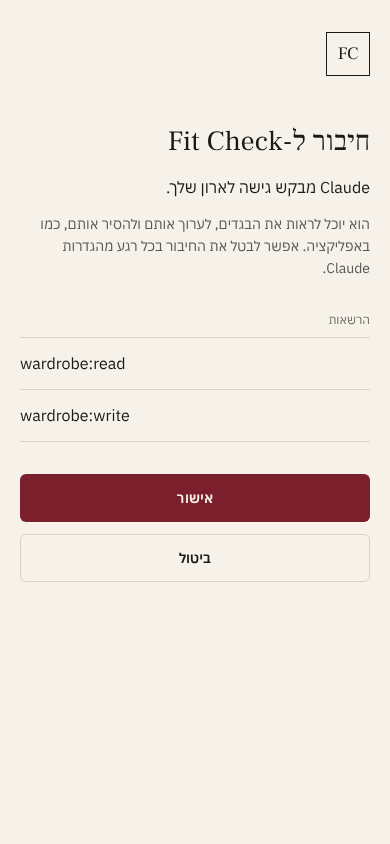 FC
חיבור ל-Fit Check
Claude מבקש גישה לארון שלך.
הוא יוכל לראות את הבגדים, לערוך אותם ולהסיר אותם, כמו
באפליקציה. אפשר לבטל את החיבור בכל רגע מהגדרות
Claude.
הרשאות
wardrobe:read
wardrobe:write
אישור
ביטול